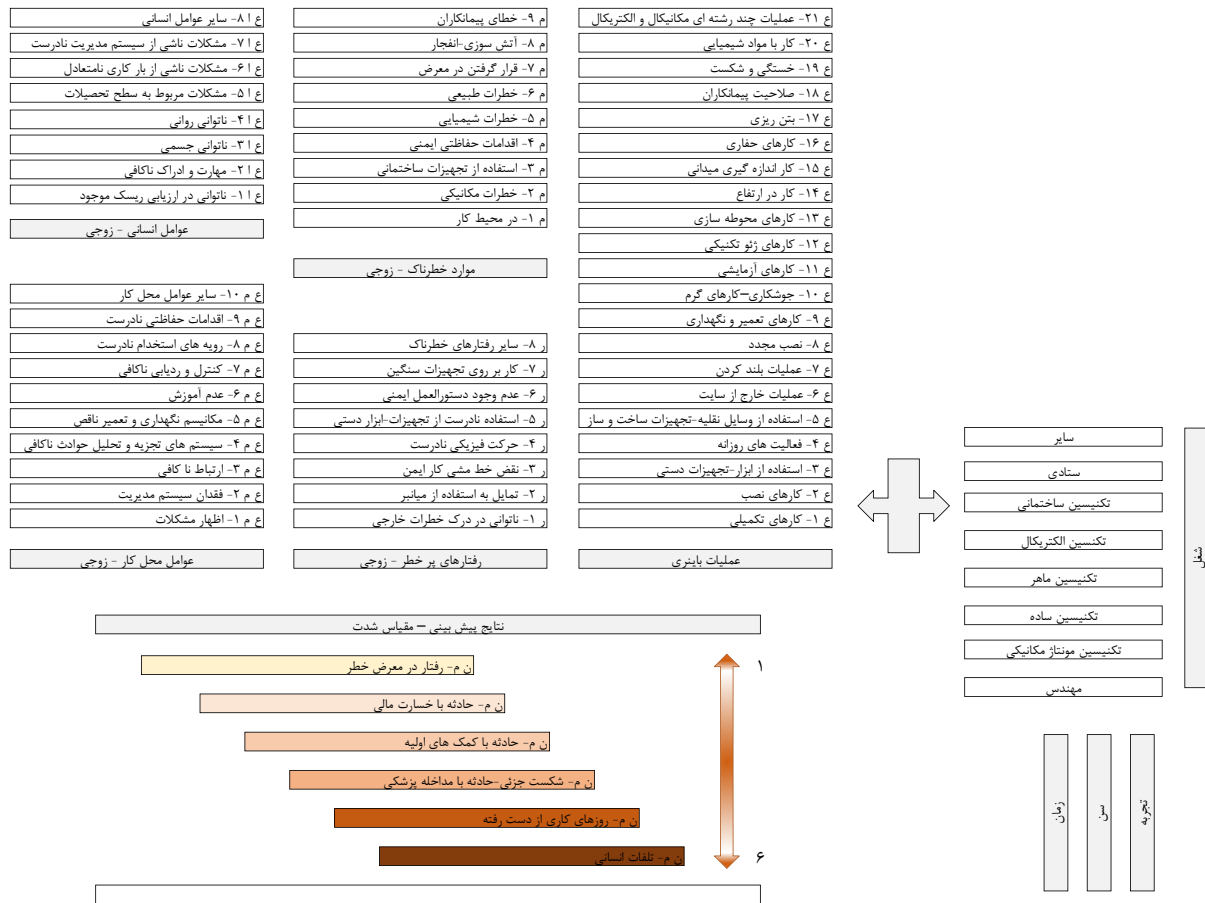 ع ۲۱- عملیات چند رشته ای مکانیکال و الکتریکال
ع ۲۰- کار با مواد شیمیایی
ع ۱۹- خستگی و شکست
ع ۱۸- صلاحیت پیمانکاران
ع ۱۷- بتن ریزی
ع ۱۶- کارهای حفاری
ع ۱۵- کار اندازه گیری میدانی
ع ۱۴- کار در ارتفاع
ع ۱۳- کارهای محوطه سازی
ع ۱۲- کارهای ژئو تکنیکی
ع ۱۱- کارهای آزمایشی
ع ۱۰- جوشکاری–کارهای گرم
ع ۹- کارهای تعمیر و نگهداری
ع ۸- نصب مجدد
ع ۷- عملیات بلند کردن
ع ۶- عملیات خارج از سایت
ع ۵- استفاده از وسایل نقلیه-تجهیزات ساخت و ساز
ع ۴- فعالیت های روزانه
ع ۳- استفاده از ابزار-تجهیزات دستی
ع ۲- کارهای نصب
ع ۱- کارهای تکمیلی
عملیات باینری
م ۹- خطای پیمانکاران
م ۸- آتش سوزی-انفجار
م ۷- قرار گرفتن در معرض
م ۶- خطرات طبیعی
م ۵- خطرات شیمیایی
م ۴- اقدامات حفاظتی ایمنی
م ۳- استفاده از تجهیزات ساختمانی
م ۲- خطرات مکانیکی
م ۱- در محیط کار
موارد خطرناک - زوجی
ر ۸- سایر رفتارهای خطرناک
ر ۷- کار بر روی تجهیزات سنگین
ر ۶- عدم وجود دستورالعمل ایمنی
ر ۵- استفاده نادرست از تجهیزات-ابزار دستی
ر ۴- حرکت فیزیکی نادرست
ر ۳- نقض خط مشی کار ایمن
ر ۲- تمایل به استفاده از میانبر
ر ۱- ناتوانی در درک خطرات خارجی
رفتارهای پر خطر - زوجی
ع ا ۸- سایر عوامل انسانی
ع ا ۷- مشکلات ناشی از سیستم مدیریت نادرست
ع ا ۶- مشکلات ناشی از بار کاری نامتعادل
ع ا ۵- مشکلات مربوط به سطح تحصیلات
ع ا ۴- ناتوانی روانی
ع ا ۳- ناتوانی جسمی
ع ا ۲- مهارت و ادراک ناکافی
ع ا ۱- ناتوانی در ارزیابی ریسک موجود
عوامل انسانی - زوجی
ع م ۱۰- سایر عوامل محل کار
ع م ۹- اقدامات حفاظتی نادرست
ع م ۸- رویه های استخدام نادرست
ع م ۷- کنترل و ردیابی ناکافی
ع م ۶- عدم آموزش
ع م ۵- مکانیسم نگهداری و تعمیر ناقص
ع م ۴- سیستم های تجزیه و تحلیل حوادث ناکافی
ع م ۳- ارتباط نا کافی
ع م ۲- فقدان سیستم مدیریت
ع م ۱- اظهار مشکلات
عوامل محل کار - زوجی
شغل
سایر
ستادی
تکنیسین ساختمانی
تکنسین الکتریکال
تکنیسین ماهر
تکنیسین ساده
تکنیسین مونتاژ مکانیکی
مهندس
تجربه
سن
زمان
نتایج پیش بینی – مقیاس شدت
۱
ن م- رفتار در معرض خطر
ن م- حادثه با خسارت مالی
ن م- حادثه با کمک های اولیه
ن م- شکست جزئی-حادثه با مداخله پزشکی
ن م- روزهای کاری از دست رفته
ن م- تلفات انسانی
۶